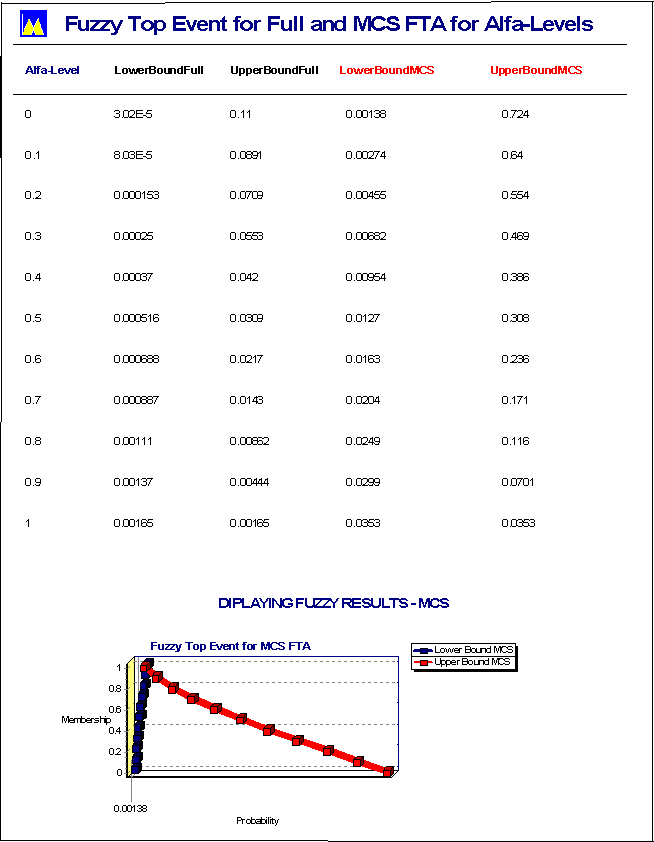 Fuzzy Top Event for Full and MCS FTA for Alfa-Levels
Alfa-Level LowerBoundFull UpperBoundFull LowerBoundMCS UpperBoundMCS
0 3.02E-5 0.11 0.00138 0.724
0.1 8.03E-5 0.0891 0.00274 0.64
0.2 0.000153 0.0709 0.00455 0.554
0.3 0.00025 0.0553 0.00682 0.469
0.4 0.00037 0.042 0.00954 0.386
0.5 0.000516 0.0309 0.0127 0.308
0.6 0.000688 0.0217 0.0163 0.236
0.7 0.000887 0.0143 0.0204 0.171
0.8 0.00111 0.00862 0.0249 0.116
0.9 0.00137 0.00444 0.0299 0.0701
1 0.00165 0.00165 0.0353 0.0353
DIPLAYING FUZZY RESULTS - MCS
Fuzzy Top Event for MCS FTA
Lower Bound MCS
Upper Bound MCS
1
0.8
0.6
Membership
0.4
0.2
0
0.00138
Probability